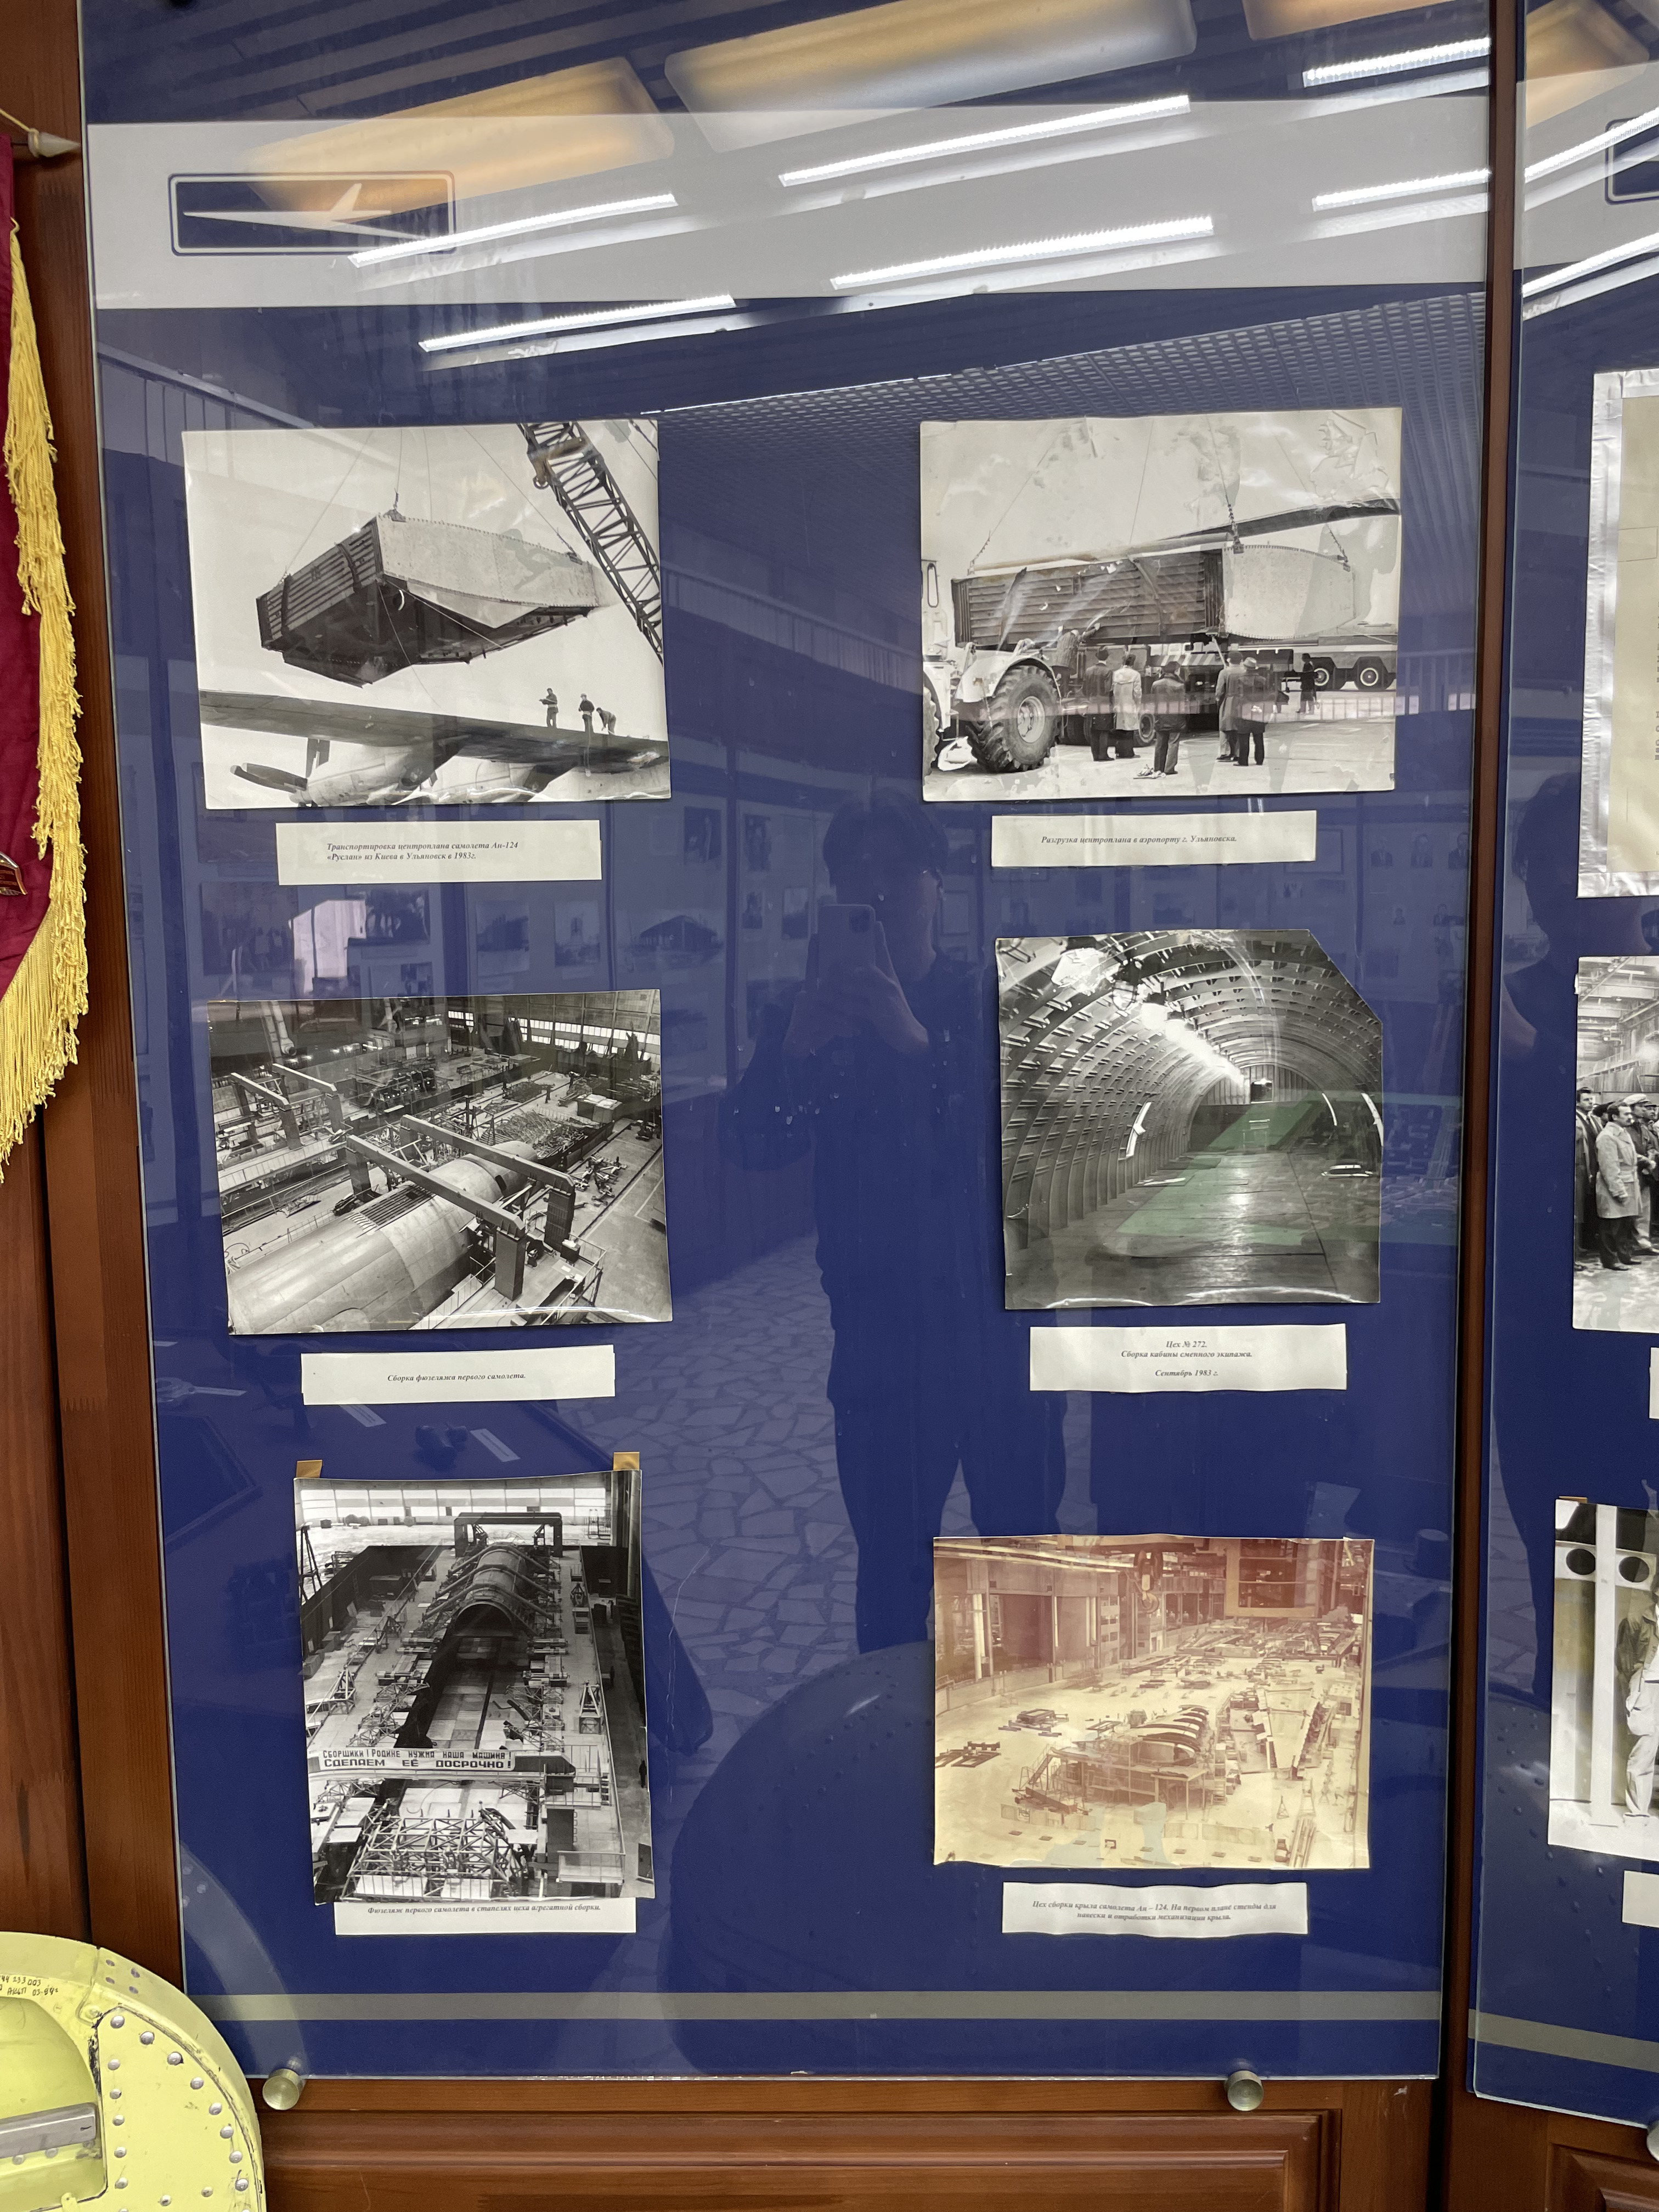 Транспортировка центроплана самолета Ан-124
«Руслан» из Киева в Ульяновск в 1983г.
Разгрузка центроплана в аэропорту г. Ульяновска.
Сборка фюзеляжа первого самолета.
Цех № 272.
Сборка кабины сменного экипажа.
Сентябрь 1983 г.
СБОРЩИКИ! РОДИНЕ НУЖНА НАША МАШИНА!
СДЕЛАЕМ ЕЁ ДОСРОЧНО!
Фюзеляж первого самолета в стапелях цеха агрегатной сборки.
Цех сборки крыла самолета Ан – 124. На первом плане стенды для
навески и отработки механизации крыла.